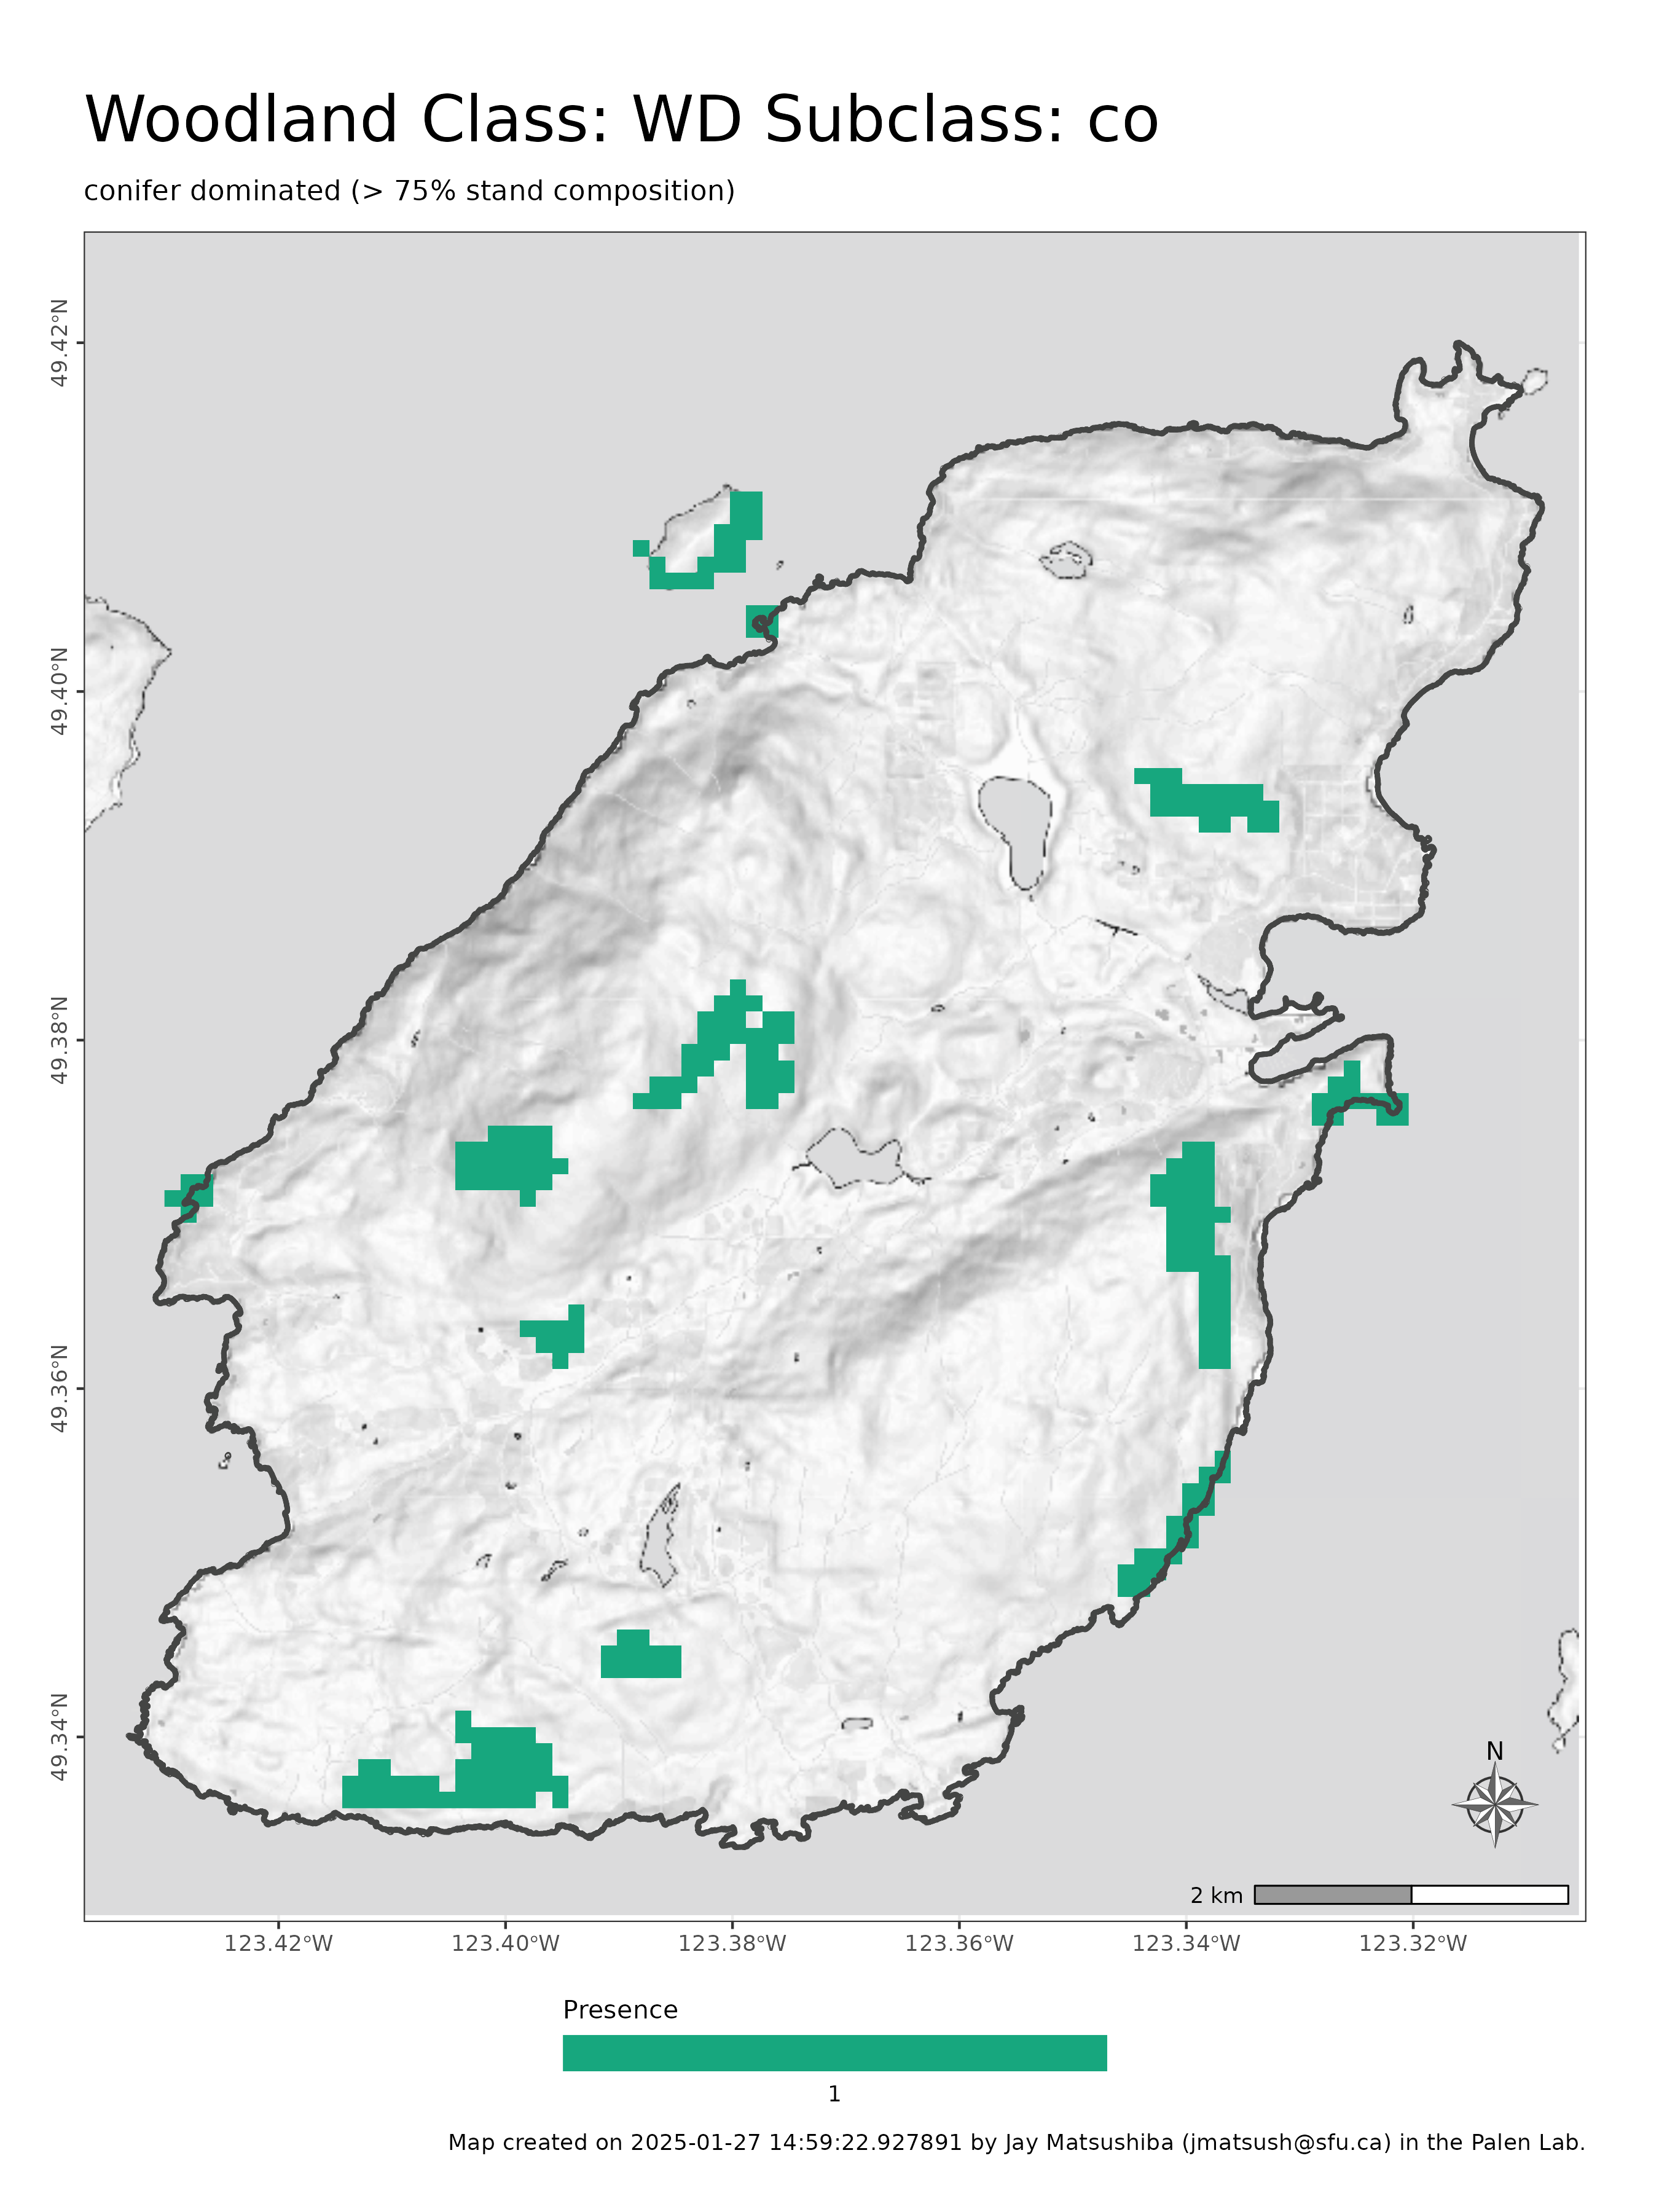 Woodland Class: WD Subclass: co
conifer dominated (> 75% stand composition)
49.42°N
49.40°N
49.38°N
49.36°N
49.34°N
N
2 km
123.42°W 123.40°W 123.38°W 123.36°W 123.34°W 123.32°W
Presence
1
Map created on 2025-01-27 14:59:22.927891 by Jay Matsushiba (jmatsush@sfu.ca) in the Palen Lab.